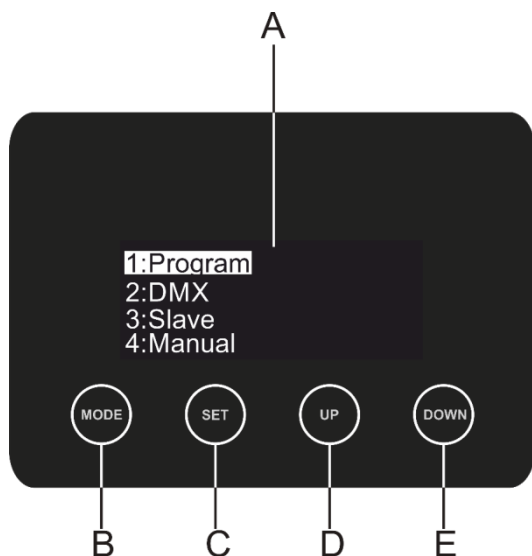 A
1:Program
2:DMX
3:Slave
4:Manual
MODE SET UP DOWN
B C D E